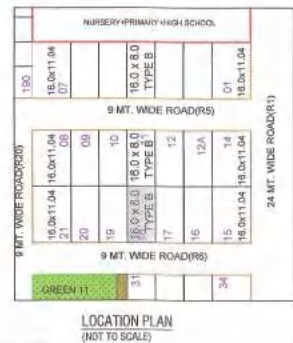 NURSERY+PRIMARY+HIGH SCHOOL
190
16.0x11.04
07
16.0 x 8.0
TYPE B
01
16.0x11.04
9 MT. WIDE ROAD(R5)
16.0x11.04
08
09
10
16.0 x 8.0
TYPE B
12
12A
14
16.0x11.04
16.0x11.04
21
20
19
16.0 x 8.0
TYPE B
17
16
15
16.0x11.04
9 MT. WIDE ROAD(R20)
24 MT. WIDE ROAD(R1)
9 MT. WIDE ROAD(R6)
GREEN 11
31
34
LOCATION PLAN
(NOT TO SCALE)